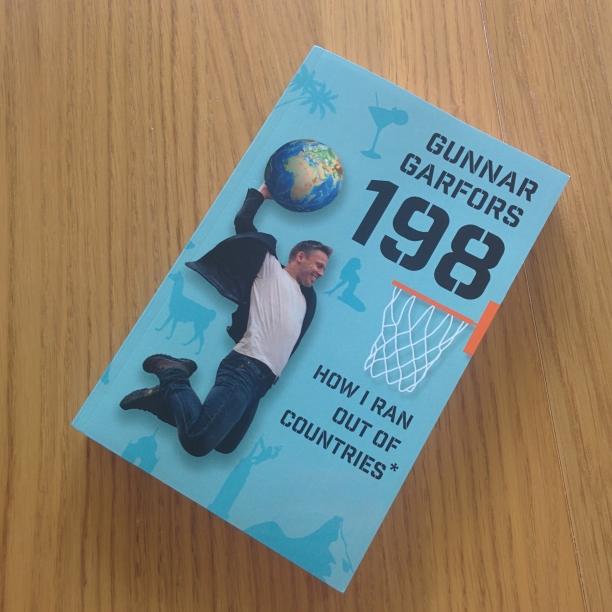 GUNNAR
GARFORS
198
HOW I RAN
OUT OF
COUNTRIES*